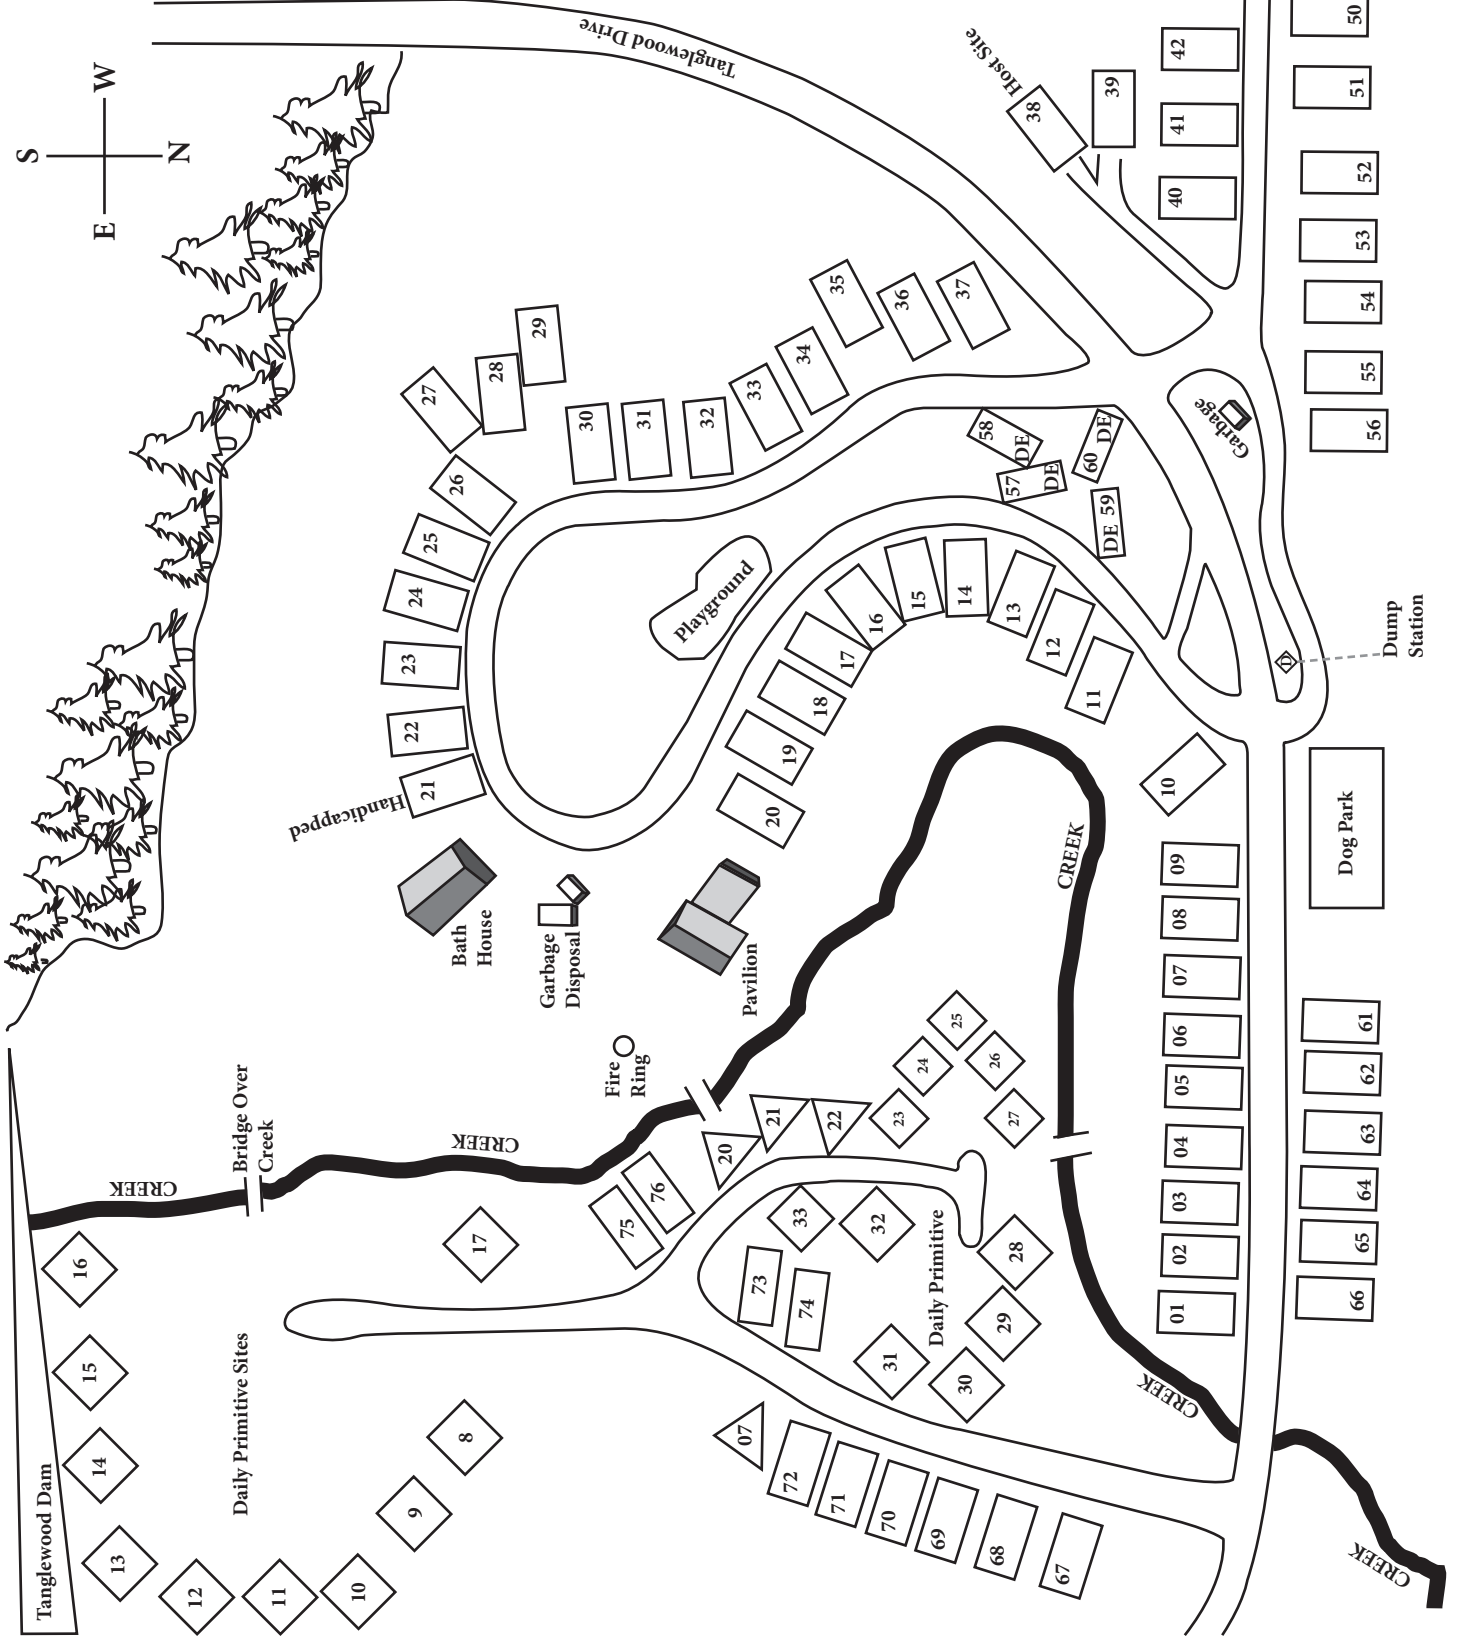 S
W
N
E
Tanglewood Drive
Host Site
38
39
42
41
40
50
51
52
53
54
55
56
35
36
37
34
33
32
31
30
29
28
27
26
25
24
23
22
21
Handicapped
58
DE
57
DE
60
DE
DE
59
Garbage
D
Dump
Station
Playground
14
15
16
13
12
11
17
18
19
20
10
Bath
House
Garbage
Disposal
Pavilion
Fire
Ring
CREEK
Dog Park
09
08
07
06
05
04
03
02
01
61
62
63
64
65
66
Bridge Over
Creek
CREEK
CREEK
25
24
26
23
27
21
22
20
76
75
17
33
32
73
74
Daily Primitive
28
29
30
31
16
15
14
13
12
11
10
9
8
Daily Primitive Sites
Tanglewood Dam
07
72
71
70
69
68
67
CREEK
CREEK